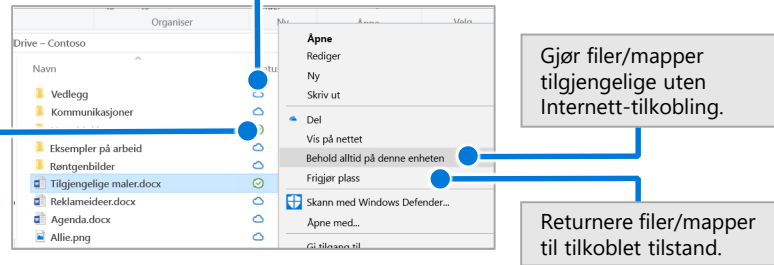 Organiser
Ny
Åpne
Velg
Drive – Contoso
Navn
Vedlegg
Kommunikasjoner
Eksempler på arbeid
Røntgenbilder
Tilgjengelige maler.docx
Reklameideer.docx
Agenda.docx
Allie.png
Åpne
Rediger
Ny
Skriv ut
Del
Vis på nettet
Behold alltid på denne enheten
Frigjør plass
Skann med Windows Defender...
Åpne med...
Gi tilgang til
Gjør filer/mapper
tilgjengelige uten
Internett-tilkobling.
Returnere filer/mapper
til tilkoblet tilstand.